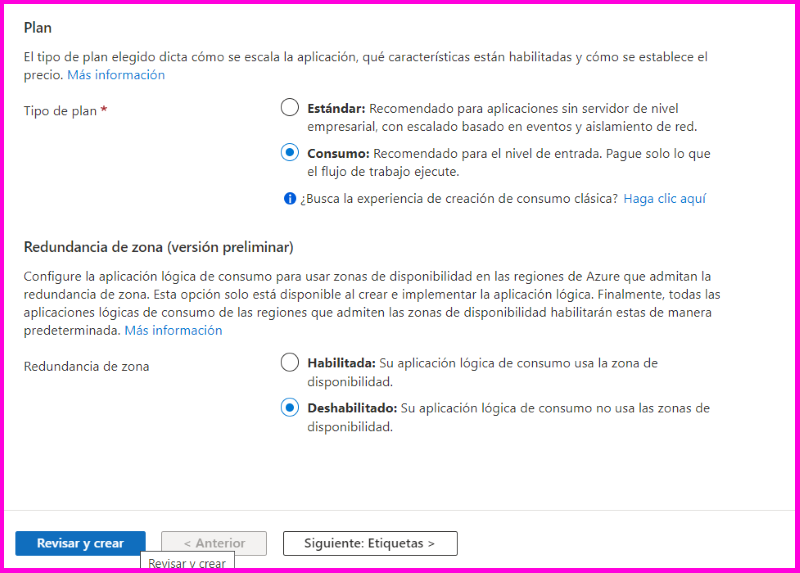 Plan
El tipo de plan elegido dicta cómo se escala la aplicación, qué características están habilitadas y cómo se establece el
precio. Más información
Tipo de plan *
Estándar: Recomendado para aplicaciones sin servidor de nivel
empresarial, con escalado basado en eventos y aislamiento de red.
Consumo: Recomendado para el nivel de entrada. Pague solo lo que
el flujo de trabajo ejecute.
¿Busca la experiencia de creación de consumo clásica? Haga clic aquí
Redundancia de zona (versión preliminar)
Configure la aplicación lógica de consumo para usar zonas de disponibilidad en las regiones de Azure que admitan la
redundancia de zona. Esta opción solo está disponible al crear e implementar la aplicación lógica. Finalmente, todas las
aplicaciones lógicas de consumo de las regiones que admiten las zonas de disponibilidad habilitarán estas de manera
predeterminada. Más información
Redundancia de zona
Habilitada: Su aplicación lógica de consumo usa la zona de
disponibilidad.
Deshabilitado: Su aplicación lógica de consumo no usa las zonas de
disponibilidad.
Revisar y crear
< Anterior
Siguiente: Etiquetas >
Revisar y crear